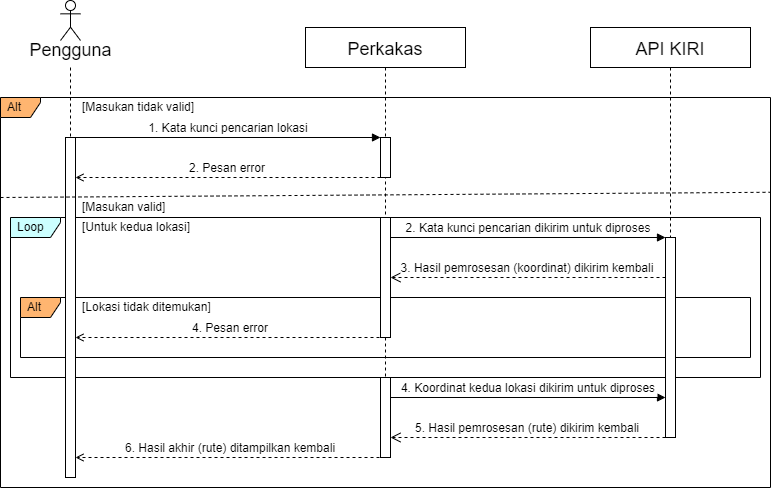 Pengguna
Perkakas
API KIRI
Alt
[Masukan tidak valid]
1. Kata kunci pencarian lokasi
2. Pesan error
[Masukan valid]
Loop
[Untuk kedua lokasi]
2. Kata kunci pencarian dikirim untuk diproses
3. Hasil pemrosesan (koordinat) dikirim kembali
Alt
[Lokasi tidak ditemukan]
4. Pesan error
4. Koordinat kedua lokasi dikirim untuk diproses
5. Hasil pemrosesan (rute) dikirim kembali
6. Hasil akhir (rute) ditampilkan kembali